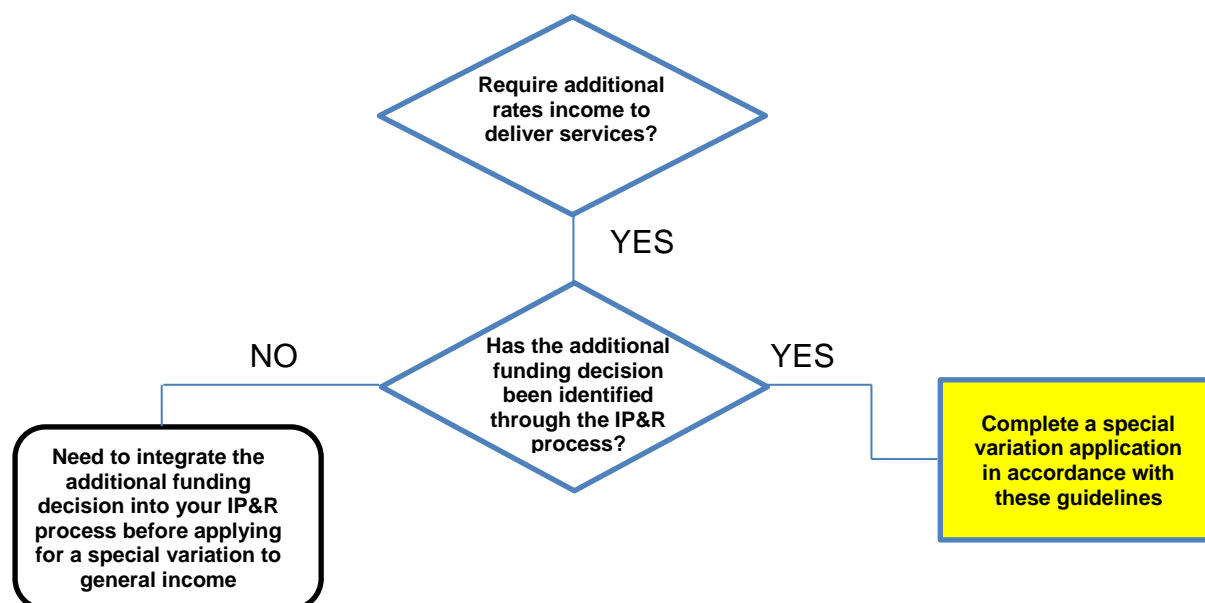 Require additional
rates income to
deliver services?
YES
NO
Has the additional
funding decision
been identified
through the IP&R
process?
YES
Need to integrate the
additional funding
decision into your IP&R
process before applying
for a special variation to
general income
Complete a special
variation application
in accordance with
these guidelines